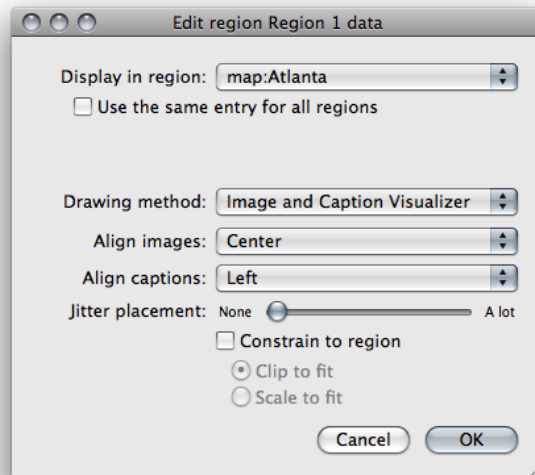 Edit region Region 1 data
Display in region: map:Atlanta
Use the same entry for all regions
Drawing method: Image and Caption Visualizer
Align images: Center
Align captions: Left
Jitter placement: None A lot
Constrain to region
Clip to fit
Scale to fit
Cancel OK